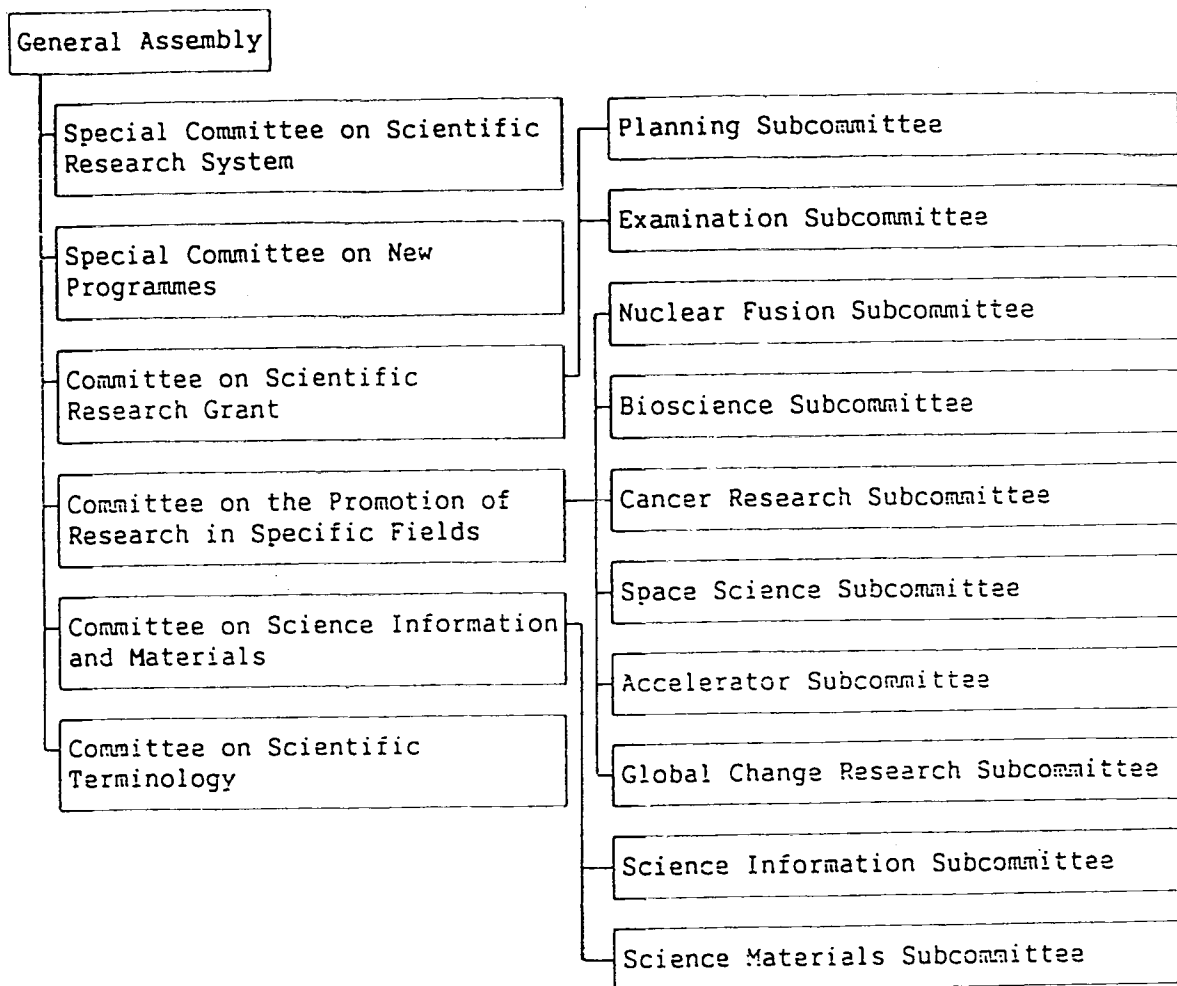 General Assembly
Special Committee on Scientific
Research System
Special Committee on New
Programmes
Committee on Scientific
Research Grant
Committee on the Promotion of
Research in Specific Fields
Committee on Science Information
and Materials
Committee on Scientific
Terminology
Planning Subcommittee
Examination Subcommittee
Nuclear Fusion Subcommittee
Bioscience Subcommittee
Cancer Research Subcommittee
Space Science Subcommittee
Accelerator Subcommittee
Global Change Research Subcommittee
Science Information Subcommittee
Science Materials Subcommittee